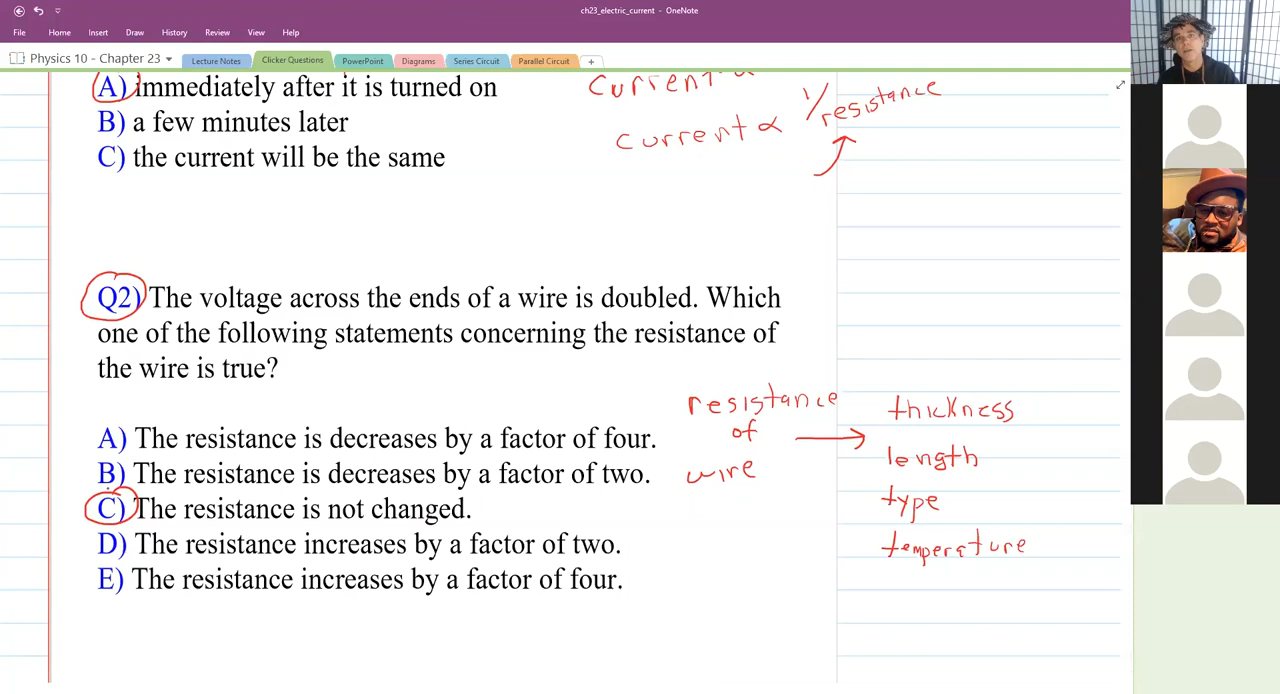 ch23_electric_current - OneNote
File Home Insert Draw History Review View Help
Physics 10 - Chapter 23
Lecture Notes Clicker Questions PowerPoint Diagrams Series Circuit Parallel Circuit +
A) immediately after it is turned on
current
B) a few minutes later
current ∝ 1/resistance
C) the current will be the same
Q2) The voltage across the ends of a wire is doubled. Which
one of the following statements concerning the resistance of
the wire is true?
resistance
of
wire
thickness
length
type
temperature
A) The resistance is decreases by a factor of four.
B) The resistance is decreases by a factor of two.
C) The resistance is not changed.
D) The resistance increases by a factor of two.
E) The resistance increases by a factor of four.